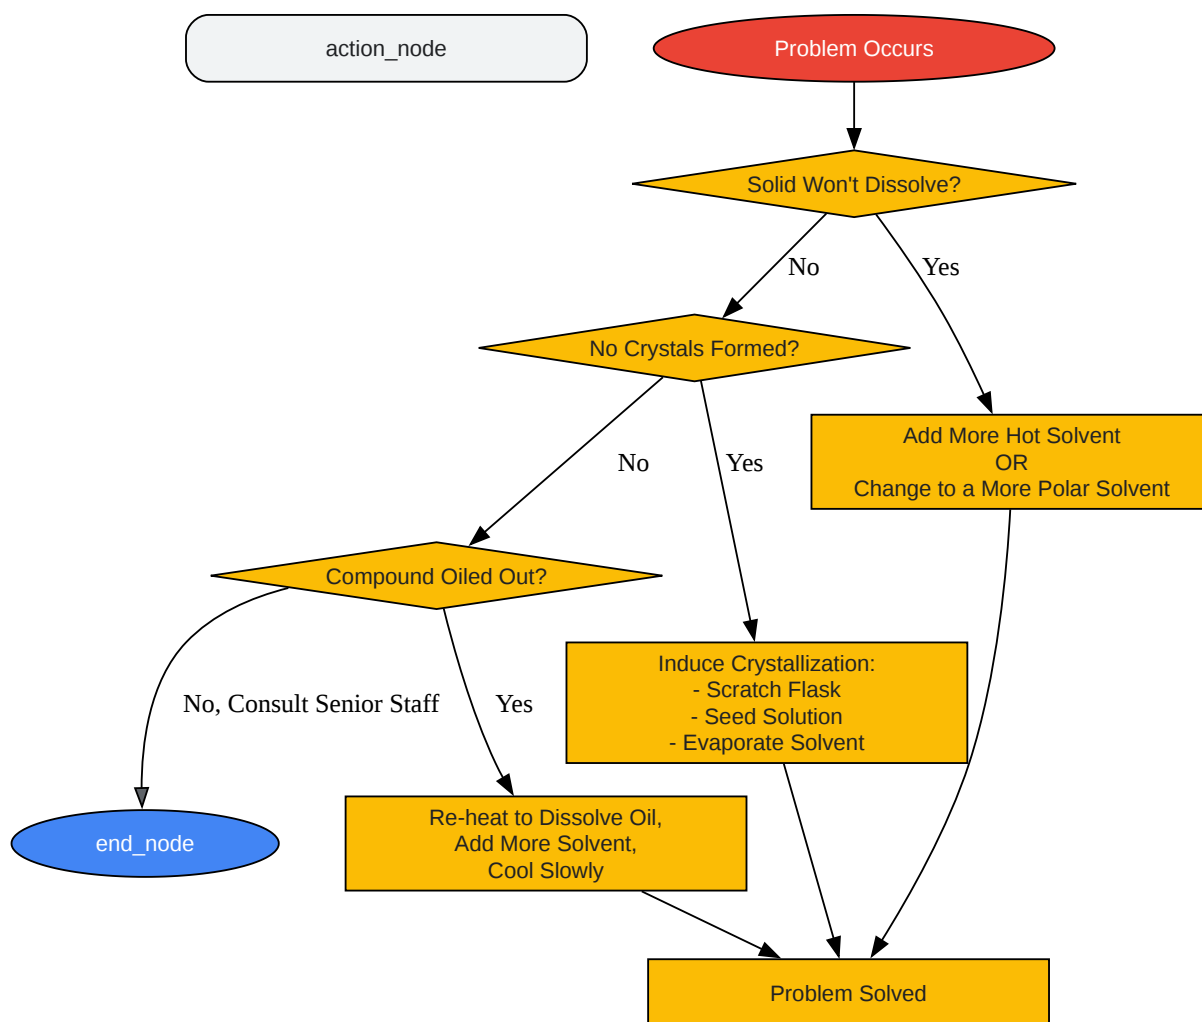 action_node
Problem Occurs
Solid Won't Dissolve?
No
Yes
No Crystals Formed?
Add More Hot Solvent
OR
Change to a More Polar Solvent
No
Yes
Compound Oiled Out?
Induce Crystallization:
- Scratch Flask
- Seed Solution
- Evaporate Solvent
No, Consult Senior Staff
Yes
end_node
Re-heat to Dissolve Oil,
Add More Solvent,
Cool Slowly
Problem Solved